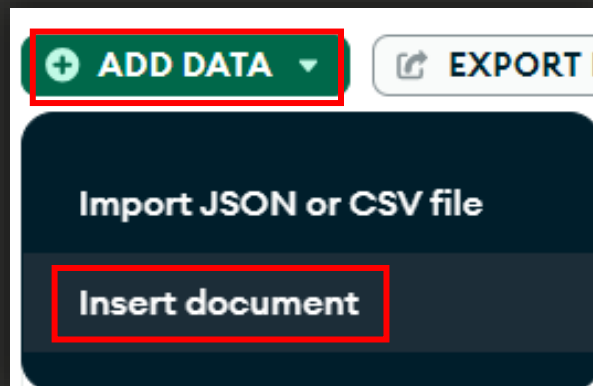 ADD DATA EXPORT
Import JSON or CSV file
Insert document